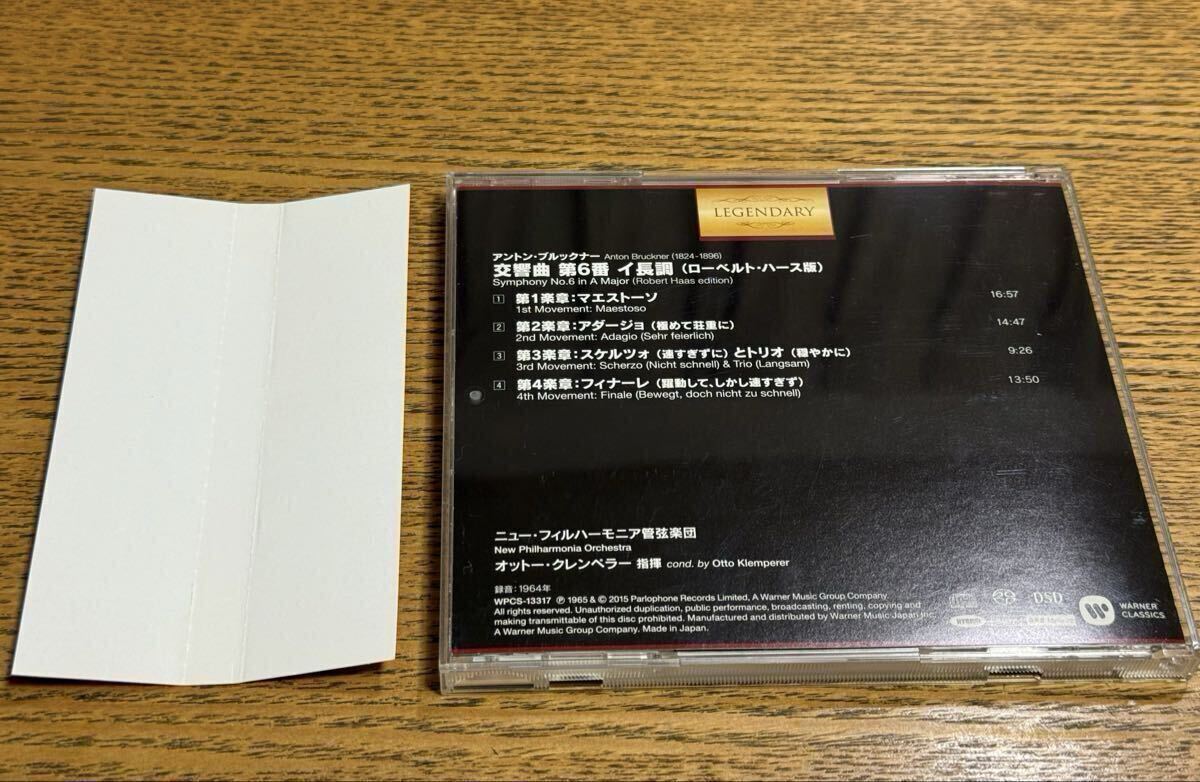 LEGENDARY
アントン・ブルックナー Anton Bruckner (1824-1896)
交響曲 第6番 イ長調(ローベルト・ハース版)
Symphony No.6 in A Major (Robert Haas edition)
1 第1楽章:マエストーソ 16:57
1st Movement: Maestoso
2 第2楽章:アダージョ(極めて荘重に) 14:47
2nd Movement: Adagio (Sehr feierlich)
3 第3楽章:スケルツォ(速すぎずに)とトリオ(穏やかに) 9:26
3rd Movement: Scherzo (Nicht schnell) & Trio (Langsam)
4 第4楽章:フィナーレ(躍動して、しかし速すぎず) 13:50
4th Movement: Finale (Bewegt, doch nicht zu schnell)
ニュー・フィルハーモニア管弦楽団
New Philharmonia Orchestra
オットー・クレンペラー 指揮 cond. by Otto Klemperer
録音:1964年
WPCS-13317 ℗ 1965 & © 2015 Parlophone Records Limited, A Warner Music Group Company.
All rights reserved. Unauthorized duplication, public performance, broadcasting, renting, copying and
making transmittable of this disc prohibited. Manufactured and distributed by Warner Music Japan Inc.,
A Warner Music Group Company. Made in Japan.
HYBRID
DSD
WARNER
CLASSICS